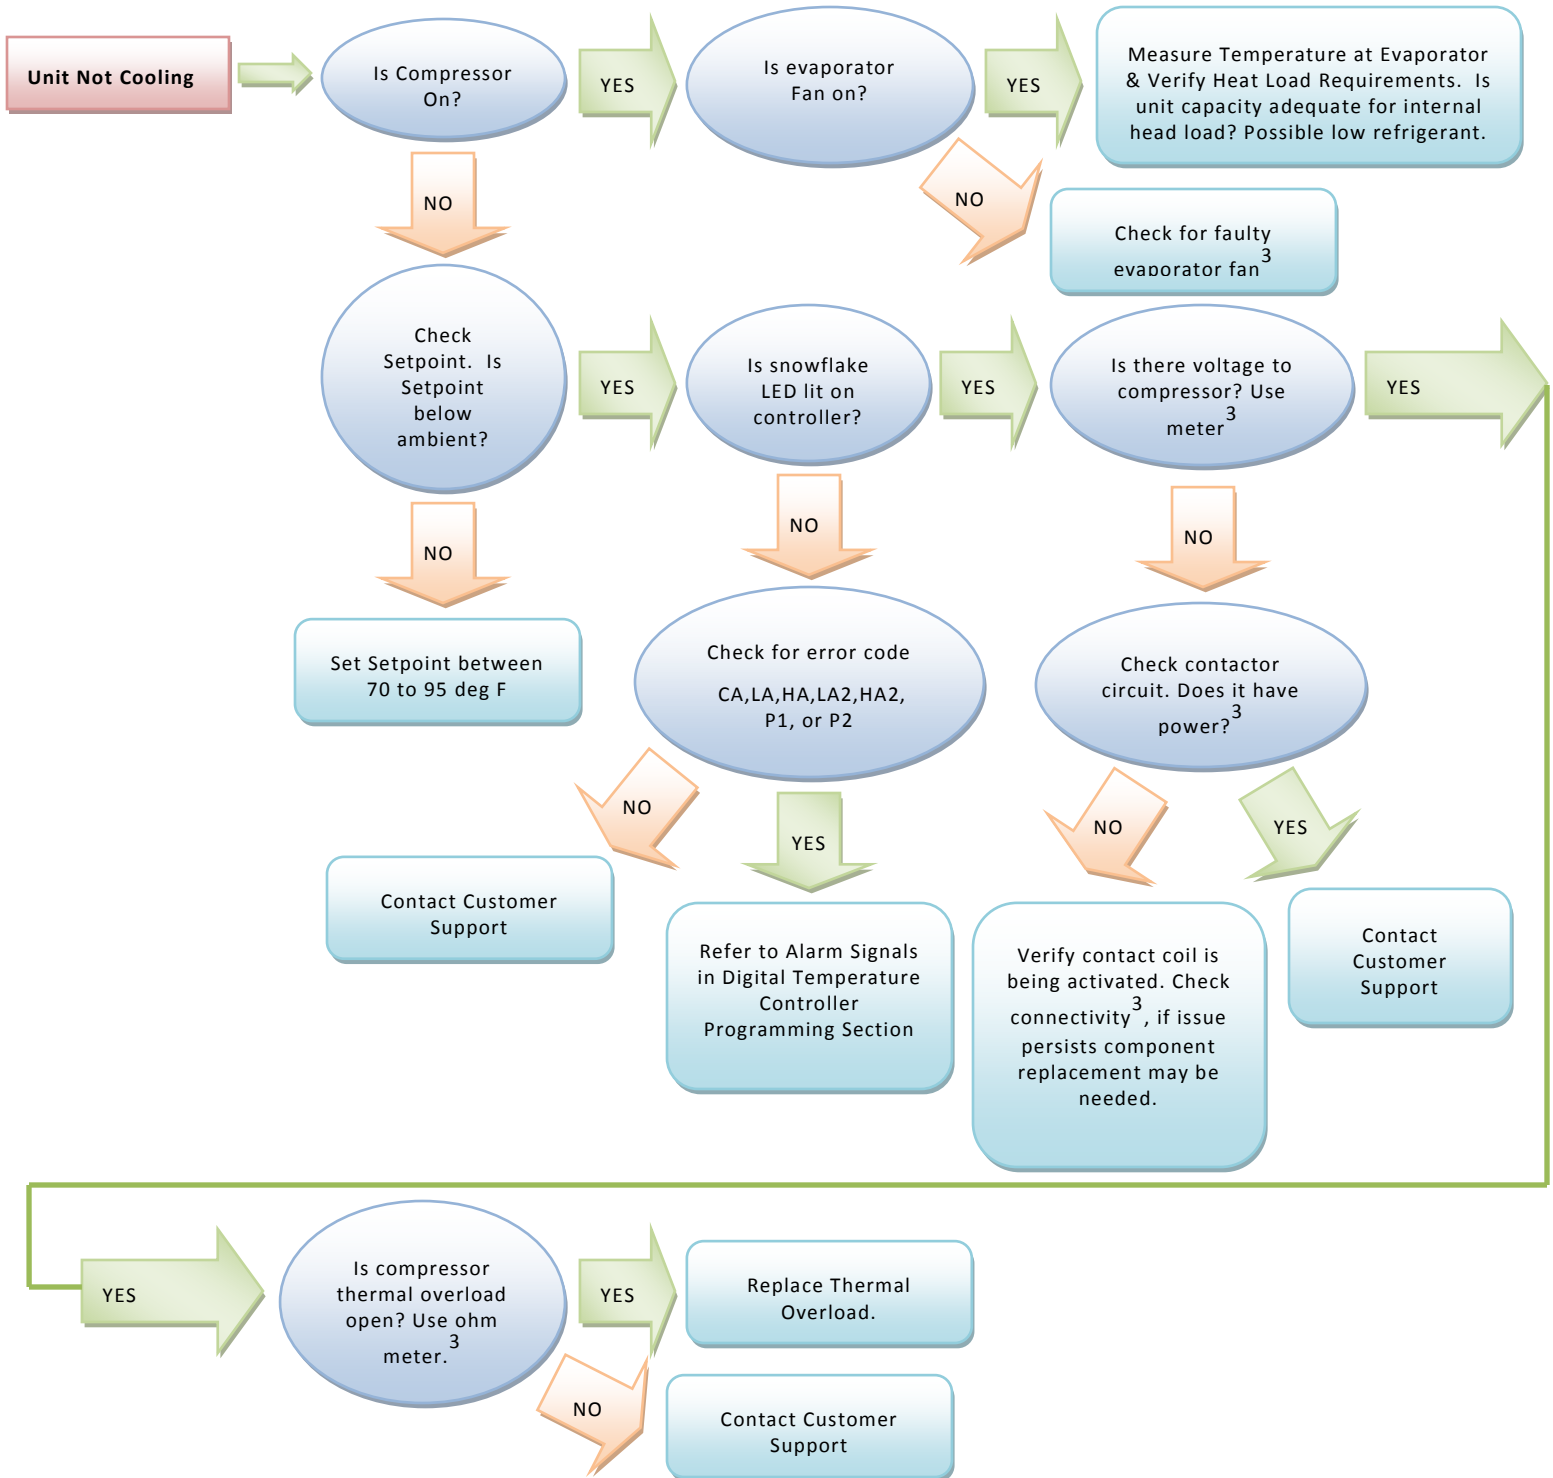 Unit Not Cooling
Is Compressor
On?
YES
Is evaporator
Fan on?
YES
Measure Temperature at Evaporator
& Verify Heat Load Requirements. Is
unit capacity adequate for internal
head load? Possible low refrigerant.
NO
NO
Check for faulty
evaporator fan3
Check
Setpoint. Is
Setpoint
below
ambient?
YES
Is snowflake
LED lit on
controller?
YES
Is there voltage to
compressor? Use
meter3
YES
NO
NO
NO
Set Setpoint between
70 to 95 deg F
Check for error code
CA,LA,HA,LA2,HA2,
P1, or P2
Check contactor
circuit. Does it have
power?3
NO
YES
NO
YES
Contact Customer
Support
Refer to Alarm Signals
in Digital Temperature
Controller
Programming Section
Verify contact coil is
being activated. Check
connectivity3, if issue
persists component
replacement may be
needed.
Contact
Customer
Support
YES
Is compressor
thermal overload
open? Use ohm
meter.3
YES
Replace Thermal
Overload.
NO
Contact Customer
Support